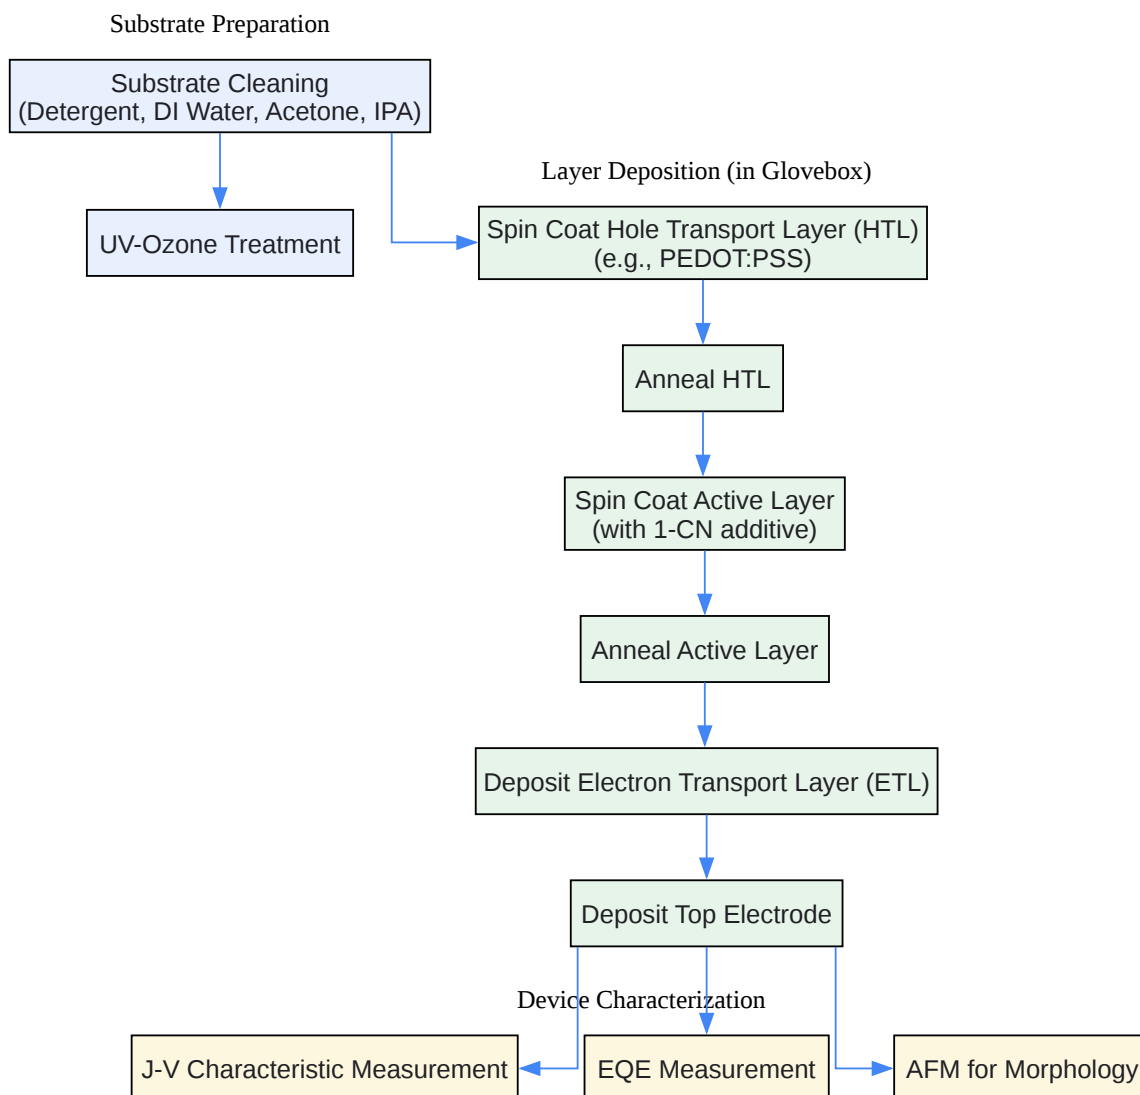 Substrate Preparation
Substrate Cleaning
(Detergent, DI Water, Acetone, IPA)
UV-Ozone Treatment
Layer Deposition (in Glovebox)
Spin Coat Hole Transport Layer (HTL)
(e.g., PEDOT:PSS)
Anneal HTL
Spin Coat Active Layer
(with 1-CN additive)
Anneal Active Layer
Deposit Electron Transport Layer (ETL)
Deposit Top Electrode
Device Characterization
J-V Characteristic Measurement
EQE Measurement
AFM for Morphology